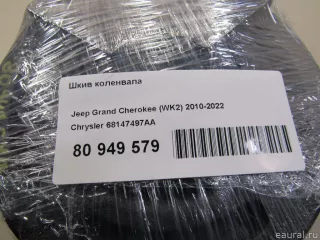 Шкив коленвала
Jeep Grand Cherokee (WK2) 2010-2022
Chrysler 68147497AA
80 949 579
eaural.ru